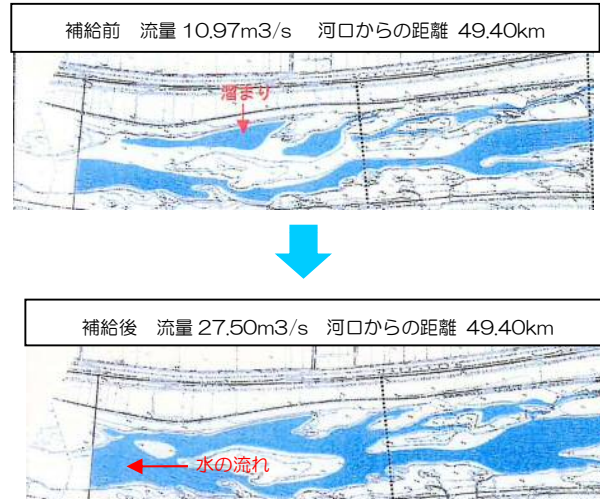 補給前　流量 10.97m3/s　河口からの距離 49.40km
溜まり
補給後　流量 27.50m3/s　河口からの距離 49.40km
水の流れ